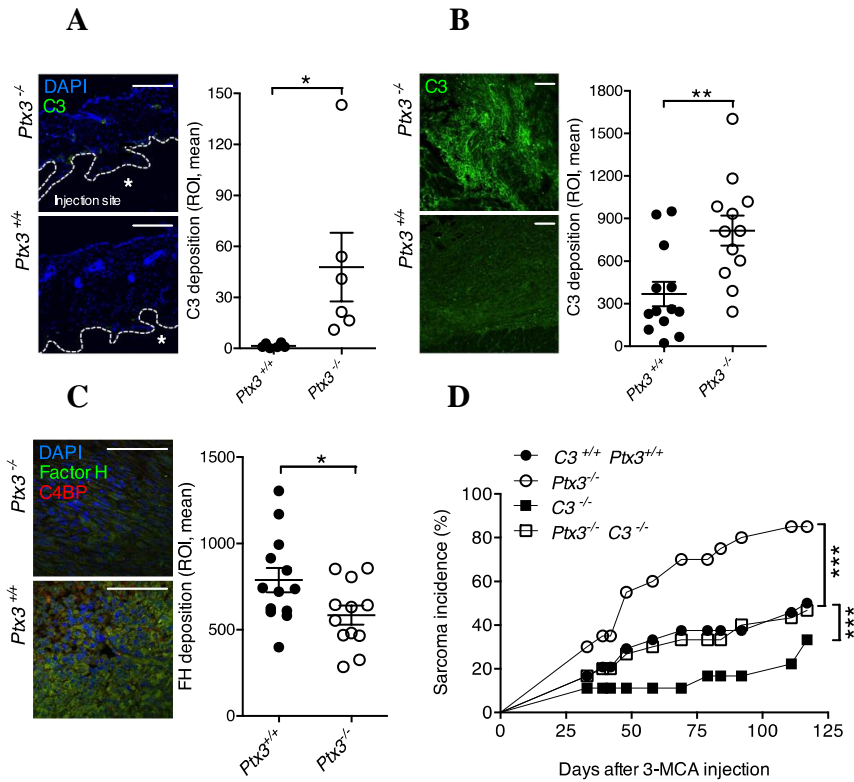 A
Ptx3 -/-
DAPI
C3
*
Injection site
Ptx3 +/+
*
C3 deposition (ROI, mean)
150
120
90
60
30
0
*
Ptx3 +/+
Ptx3 -/-
B
Ptx3 -/-
C3
Ptx3 +/+
C3 deposition (ROI, mean)
1800
1500
1200
900
600
300
0
**
Ptx3 +/+
Ptx3 -/-
C
Ptx3 -/-
DAPI
Factor H
C4BP
Ptx3 +/+
FH deposition (ROI, mean)
1500
1000
500
0
*
Ptx3+/+
Ptx3-/-
D
C3 +/+ Ptx3+/+
Ptx3-/-
C3 -/-
Ptx3-/- C3 -/-
Sarcoma incidence (%)
100
80
60
40
20
0
***
***
0 25 50 75 100 125
Days after 3-MCA injection